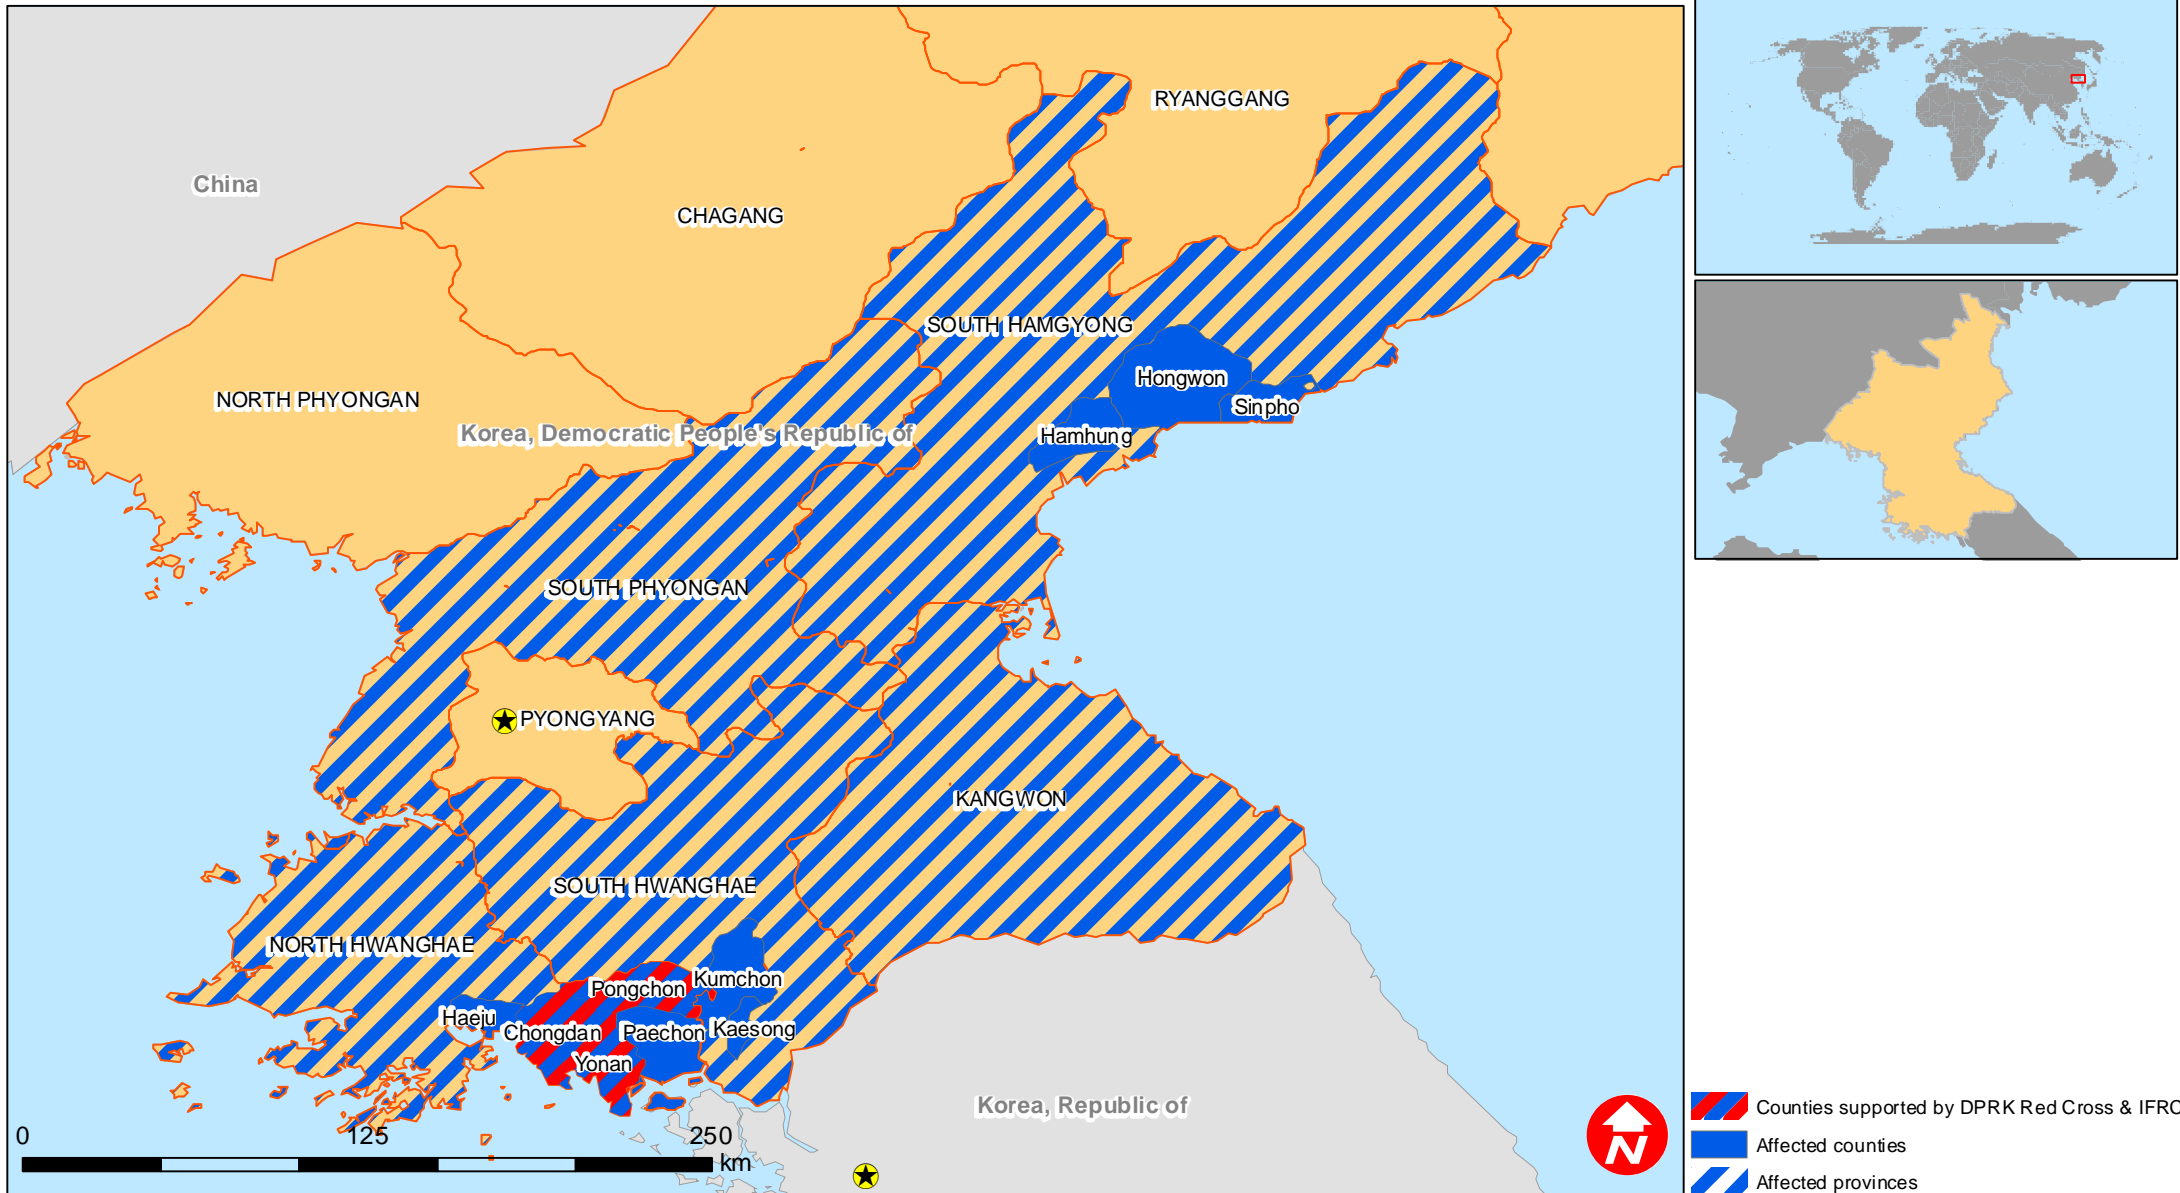 RYANGGANG
China
CHAGANG
SOUTH HAMGYONG
Hongwon
NORTH PHYONGAN
Sinpho
Korea, Democratic People's Republic of
Hamhung
SOUTH PHYONGAN
PYONGYANG
KANGWON
SOUTH HWANGHAE
NORTH HWANGHAE
Kumchon
Pongchon
Haeju
Chongdan
Paechon
Kaesong
Yonan
Korea, Republic of
0 125 250
km
N
Counties supported by DPRK Red Cross & IFRC
Affected counties
Affected provinces